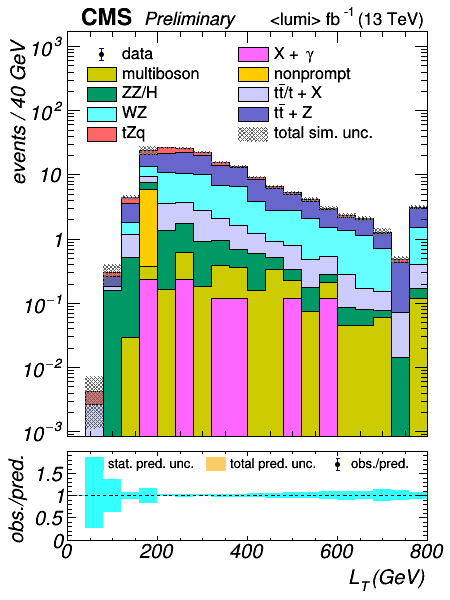 CMS Preliminary <lumi> fb⁻¹ (13 TeV)
events / 40 GeV
10³
10²
10
1
10⁻¹
10⁻²
10⁻³
data
multiboson
ZZ/H
WZ
tZq
X + γ
nonprompt
tt̄/t + X
tt̄ + Z
total sim. unc.
obs./pred.
1.5
1
0.5
0
stat. pred. unc. total pred. unc. obs./pred.
0 200 400 600 800
L_T(GeV)